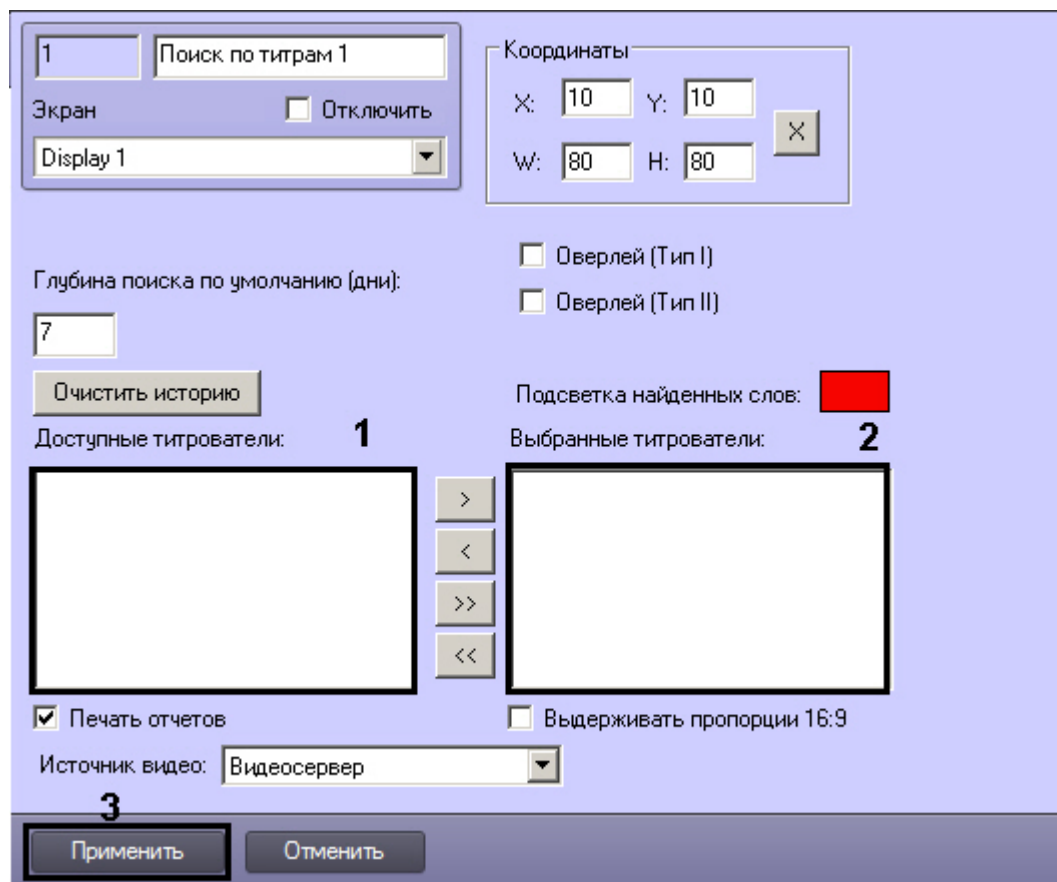 1 Поиск по титрам 1
Экран Отключить
Display 1
Координаты
X: 10 Y: 10
X
W: 80 H: 80
Оверлей (Тип I)
Глубина поиска по умолчанию (дни):
Оверлей (Тип II)
7
Очистить историю
Подсветка найденных слов:
Доступные титрователи: 1
Выбранные титрователи: 2
>
<
>>
<<
Печать отчетов
Выдерживать пропорции 16:9
Источник видео: Видеосервер
3
Применить Отменить